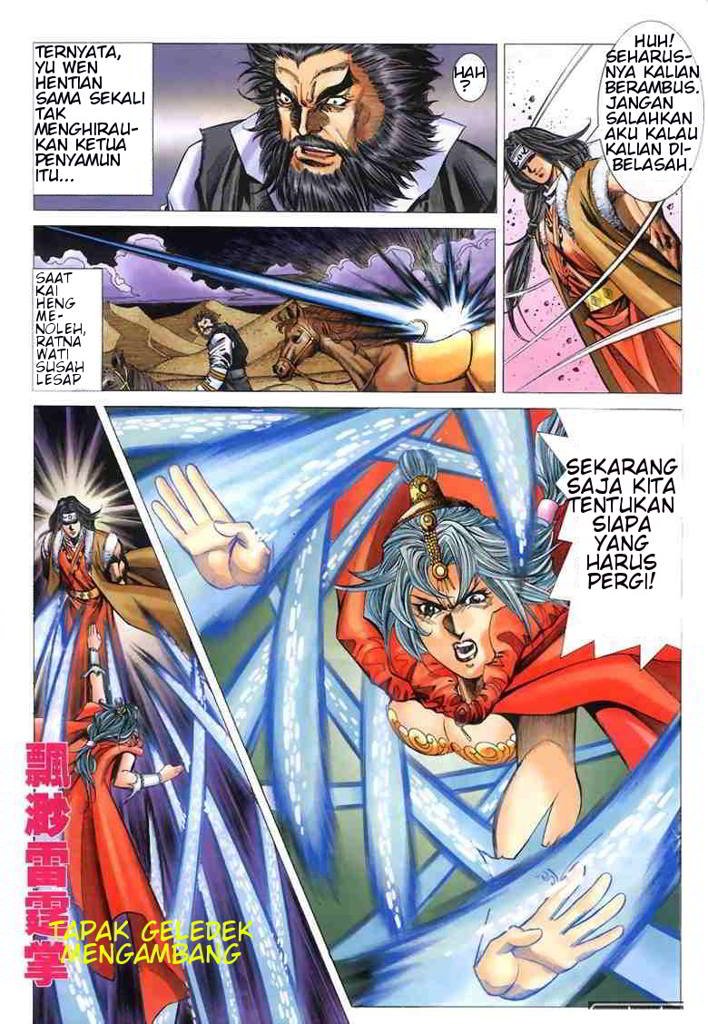 TERNYATA,
YU WEN
HENTIAN
SAMA SEKALI
TAK
MENGHIRAU-
KAN KETUA
PENYAMUN
ITU...
HAH
?
HUH!
SEHARUS-
NYA KALIAN
BERAMBUS.
JANGAN
SALAHKAN
AKU KALAU
KALIAN DI-
BELASAH.
SAAT
KAI
HENG
ME-
NOLEH,
RATNA
WATI
SUSAH
LESAP
SEKARANG
SAJA KITA
TENTUKAN
SIAPA
YANG
HARUS
PERGI!
飄渺雷霆掌
TAPAK GELEDEK
MENGAMBANG